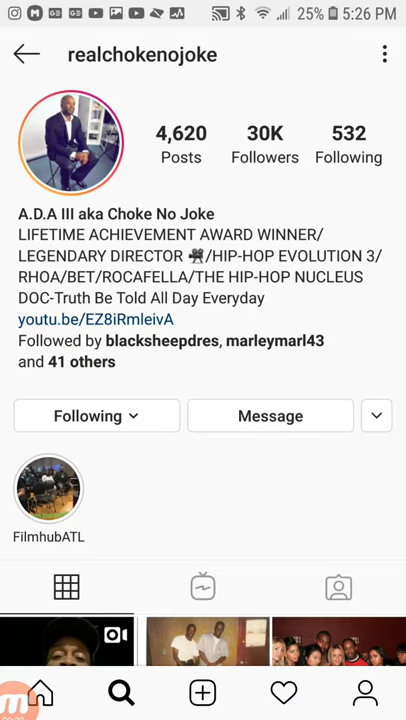 25% 5:26 PM
realchokenojoke
4,620 30K 532
Posts Followers Following
A.D.A III aka Choke No Joke
LIFETIME ACHIEVEMENT AWARD WINNER/
LEGENDARY DIRECTOR 🎥/HIP-HOP EVOLUTION 3/
RHOA/BET/ROCAFELLA/THE HIP-HOP NUCLEUS
DOC-Truth Be Told All Day Everyday
youtu.be/EZ8iRmleivA
Followed by blacksheepdres, marleymarl43
and 41 others
Following Message
FilmhubATL